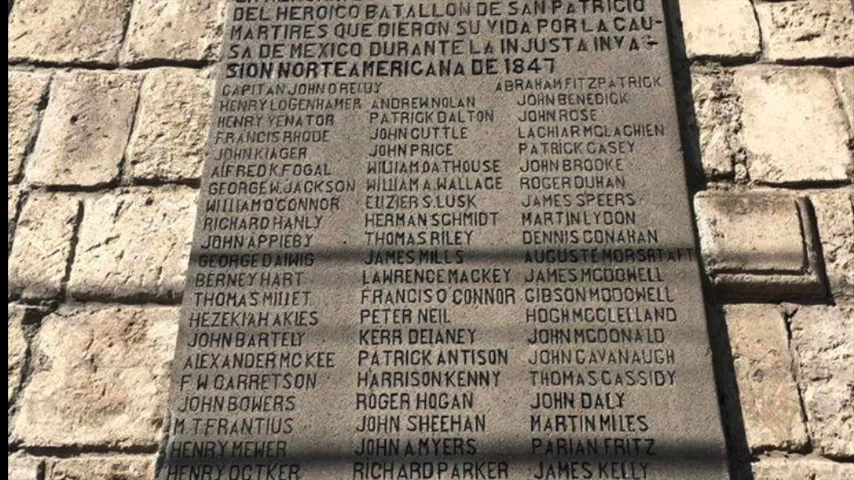 DEL HEROICO BATALLON DE SAN PATRICIO
MARTIRES QUE DIERON SU VIDA POR LA CAU-
SA DE MEXICO DURANTE LA INJUSTA INVA-
SION NORTEAMERICANA DE 1847
CAPITAN JOHN O'REILLY ABRAHAM FITZPATRICK
HENRY LOGENHAMER ANDREW NOLAN JOHN BENEDICK
HENRY VENATOR PATRICK DALTON JOHN ROSE
FRANCIS RHODE JOHN CUTTLE LACHIAR MCLACHIEN
JOHN KIAGER JOHN PRICE PATRICK CASEY
ALFRED K FOGAL WILLIAM OATHOUSE JOHN BROOKE
GEORGE W. JACKSON WILLIAM A. WALLACE ROGER DUHAN
WILLIAM O'CONNOR ELIZIER S. LUSK JAMES SPEERS
RICHARD HANLY HERMAN SCHMIDT MARTIN LYDON
JOHN APPLEBY THOMAS RILEY DENNIS CONAHAN
GEORGE DALWIG JAMES MILLS AUGUSTE MORSTAFT
BERNEY HART LAWRENCE MACKEY JAMES MCDOWELL
THOMAS MILLET FRANCIS O'CONNOR GIBSON MCDOWELL
HEZEKIAH AKLES PETER NEIL HOGH MCCLELLAND
JOHN BARTELY KERR DELANEY JOHN MCDONALD
ALEXANDER MCKEE PATRICK ANTISON JOHN CAVANAUGH
F.W GARRETSON HARRISON KENNY THOMAS CASSIDY
JOHN BOWERS ROGER HOGAN JOHN DALY
M T FRANTIUS JOHN SHEEHAN MARTIN MILES
HENRY MEWER JOHN A MYERS PARIAN FRITZ
HENRY OCTKER RICHARD PARKER JAMES KELLY